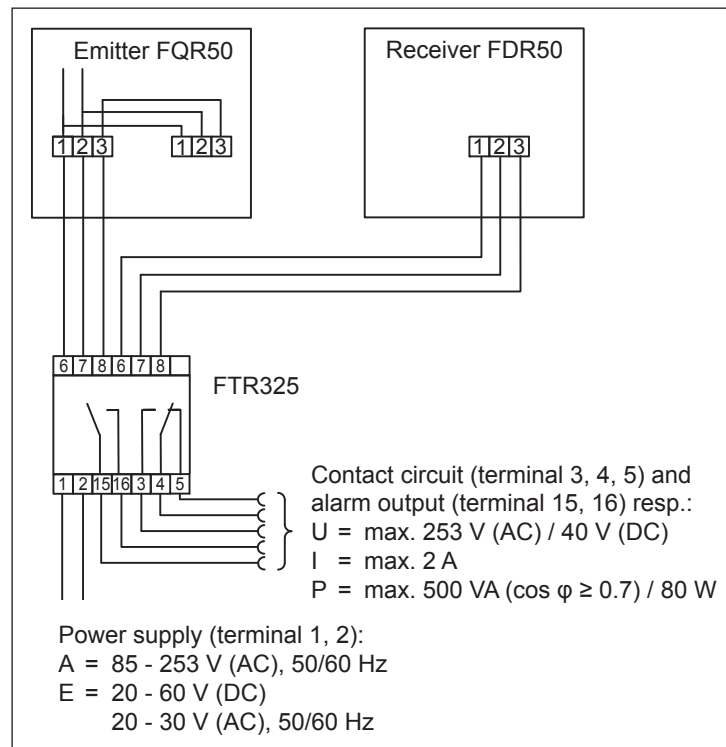 Emitter FQR50
Receiver FDR50
1 2 3
1 2 3
1 2 3
6 7 8 6 7 8
FTR325
1 2 15 16 3 4 5
Contact circuit (terminal 3, 4, 5) and
alarm output (terminal 15, 16) resp.:
U = max. 253 V (AC) / 40 V (DC)
I = max. 2 A
P = max. 500 VA (cos φ ≥ 0.7) / 80 W
Power supply (terminal 1, 2):
A = 85 - 253 V (AC), 50/60 Hz
E = 20 - 60 V (DC)
20 - 30 V (AC), 50/60 Hz